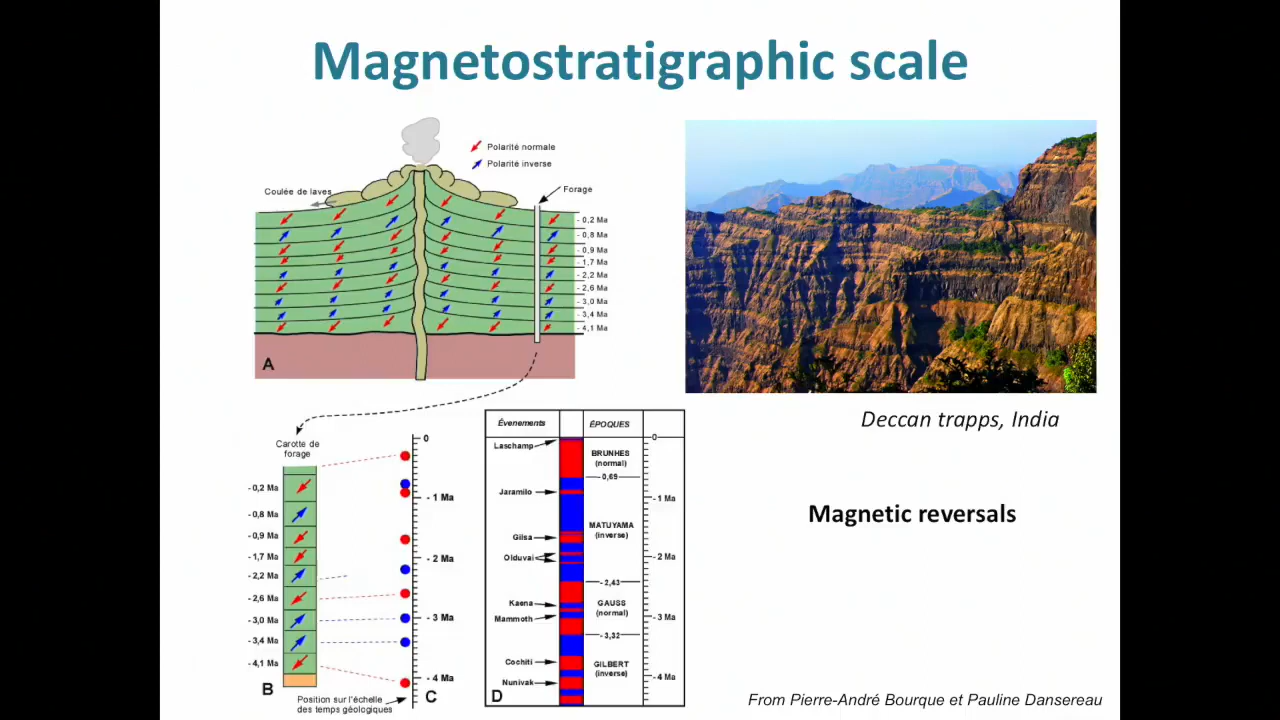 Magnetostratigraphic scale
Polarité normale
Polarité inverse
Coulée de laves
Forage
- 0,2 Ma
- 0,8 Ma
- 0,9 Ma
- 1,7 Ma
- 2,2 Ma
- 2,6 Ma
- 3,0 Ma
- 3,4 Ma
- 4,1 Ma
A
Deccan trapps, India
Magnetic reversals
Carotte de
forage
- 0,2 Ma
- 0,8 Ma
- 0,9 Ma
- 1,7 Ma
- 2,2 Ma
- 2,6 Ma
- 3,0 Ma
- 3,4 Ma
- 4,1 Ma
B
0
- 1 Ma
- 2 Ma
- 3 Ma
- 4 Ma
Position sur l'échelle
des temps géologiques
C
Évenements
ÉPOQUES
Laschamp
Jaramilo
Gilsa
Olduvai
Kaena
Mammoth
Cochiti
Nunivak
BRUNHES
(normal)
- 0,69
MATUYAMA
(inverse)
- 2,43
GAUSS
(normal)
- 3,32
GILBERT
(inverse)
0
- 1 Ma
- 2 Ma
- 3 Ma
- 4 Ma
D
From Pierre-André Bourque et Pauline Dansereau